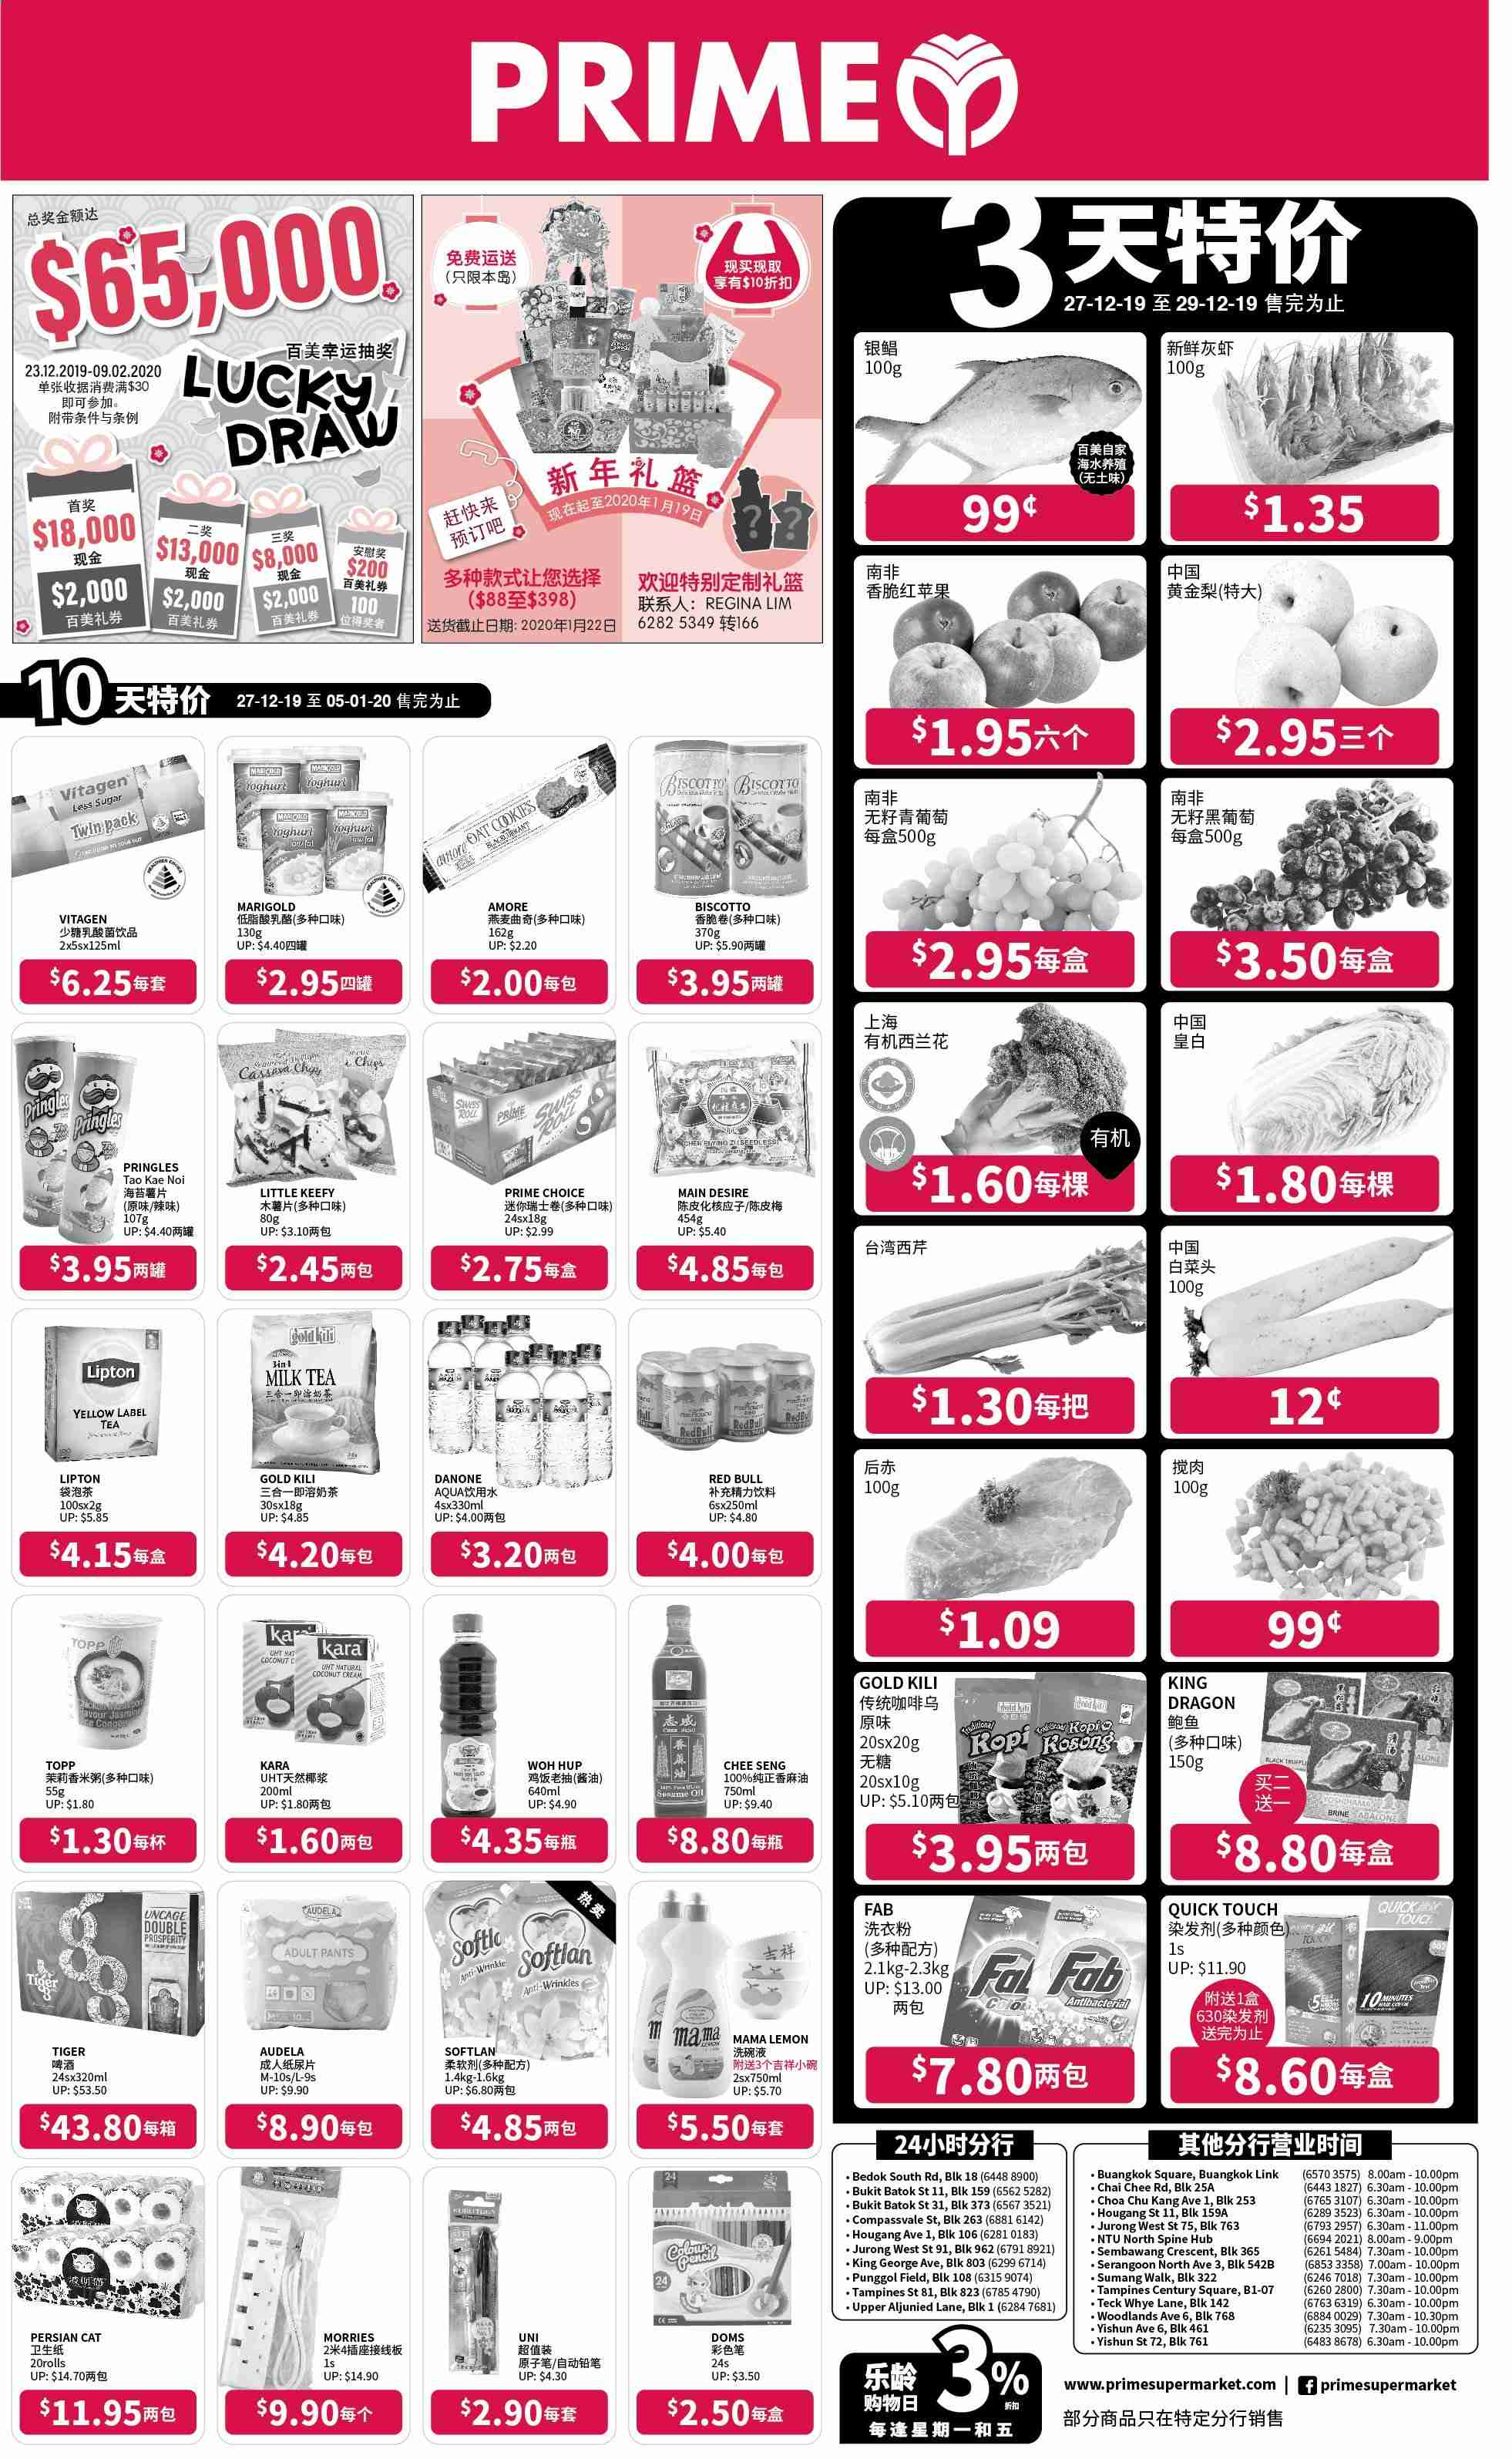 PRIME
总奖金额达
$65,000
百美幸运抽奖
LUCKY
DRAW
23.12.2019-09.02.2020
单张收据消费满$30
即可参加。
附带条件与条例
首奖
$18,000
现金
$2,000
百美礼券
二奖
$13,000
现金
$2,000
百美礼券
三奖
$8,000
现金
$2,000
百美礼券
安慰奖
$200
百美礼券
100
位得奖者
免费运送
(只限本岛)
现买现取
享有$10折扣
新年礼篮
现在起至2020年1月19日
赶快来
预订吧
多种款式让您选择
($88至$398)
送货截止日期: 2020年1月22日
欢迎特别定制礼篮
联系人：REGINA LIM
6282 5349 转166
10天特价 27-12-19 至 05-01-20 售完为止
Vitagen
Less Sugar
Twin pack
VITAGEN
少糖乳酸菌饮品
2x5sx125ml
$6.25每套
MARIGOLD
低脂酸乳酪(多种口味)
130g
UP: $4.40四罐
$2.95四罐
AMORE
燕麦曲奇(多种口味)
162g
UP: $2.20
$2.00每包
BISCOTTO
香脆卷(多种口味)
370g
UP: $5.90两罐
$3.95两罐
PRINGLES
Tao Kae Noi
海苔薯片
(原味/辣味)
107g
UP: $4.40两罐
$3.95两罐
LITTLE KEEFY
木薯片(多种口味)
80g
UP: $3.10两包
$2.45两包
PRIME CHOICE
迷你瑞士卷(多种口味)
24sx18g
UP: $2.99
$2.75每盒
MAIN DESIRE
陈皮化核应子/陈皮梅
454g
UP: $5.40
$4.85每包
Lipton
YELLOW LABEL
TEA
LIPTON
袋泡茶
100sx2g
UP: $5.85
$4.15每盒
gold kili
3in1
MILK TEA
三合一即溶奶茶
GOLD KILI
三合一即溶奶茶
30sx18g
UP: $4.85
$4.20每包
DANONE
AQUA饮用水
4sx330ml
UP: $4.00两包
$3.20两包
RED BULL
补充精力饮料
6sx250ml
UP: $4.80
$4.00每包
TOPP
茉莉香米粥(多种口味)
55g
UP: $1.80
$1.30每杯
kara
UHT NATURAL
COCONUT CREAM
KARA
UHT天然椰浆
200ml
UP: $1.80两包
$1.60两包
WOH HUP
鸡饭老抽(酱油)
640ml
UP: $4.90
$4.35每瓶
CHEE SENG
100%纯正香麻油
750ml
UP: $9.40
$8.80每瓶
UNCAGE
DOUBLE
PROSPERITY
Tiger
TIGER
啤酒
24sx320ml
UP: $53.50
$43.80每箱
AUDELA
ADULT PANTS
AUDELA
成人纸尿片
M-10s/L-9s
UP: $9.90
$8.90每包
热卖
Softlan
Anti-Wrinkles
SOFTLAN
柔软剂(多种配方)
1.4kg-1.6kg
UP: $6.80两包
$4.85两包
吉祥
mama
LEMON
MAMA LEMON
洗碗液
附送3个吉祥小碗
2sx750ml
UP: $5.70
$5.50每套
PERSIAN CAT
卫生纸
20rolls
UP: $14.70两包
$11.95两包
MORRIES
2米4插座接线板
1s
UP: $14.90
$9.90每个
UNI
超值装
原子笔/自动铅笔
UP: $4.30
$2.90每套
Colour
Pencil
24
DOMS
彩色笔
24s
UP: $3.50
$2.50每盒
3天特价
27-12-19 至 29-12-19 售完为止
银鲳
100g
百美自家
海水养殖
(无土味)
99¢
新鲜灰虾
100g
$1.35
南非
香脆红苹果
$1.95六个
中国
黄金梨(特大)
$2.95三个
南非
无籽青葡萄
每盒500g
$2.95每盒
南非
无籽黑葡萄
每盒500g
$3.50每盒
上海
有机西兰花
有机
$1.60每棵
中国
皇白
$1.80每棵
台湾西芹
$1.30每把
中国
白菜头
100g
12¢
后赤
100g
$1.09
搅肉
100g
99¢
GOLD KILI
传统咖啡乌
原味
20sx20g
无糖
20sx10g
UP: $5.10两包
$3.95两包
KING
DRAGON
鲍鱼
(多种口味)
150g
买二
送一
$8.80每盒
FAB
洗衣粉
(多种配方)
2.1kg-2.3kg
UP: $13.00
两包
Fab
Antibacterial
$7.80两包
QUICK TOUCH
染发剂(多种颜色)
1s
UP: $11.90
附送1盒
630染发剂
送完为止
$8.60每盒
24小时分行
• Bedok South Rd, Blk 18 (6448 8900)
• Bukit Batok St 11, Blk 159 (6562 5282)
• Bukit Batok St 31, Blk 373 (6567 3521)
• Compassvale St, Blk 263 (6881 6142)
• Hougang Ave 1, Blk 106 (6281 0183)
• Jurong West St 91, Blk 962 (6791 8921)
• King George Ave, Blk 803 (6299 6714)
• Punggol Field, Blk 108 (6315 9074)
• Tampines St 81, Blk 823 (6785 4790)
• Upper Aljunied Lane, Blk 1 (6284 7681)
其他分行营业时间
• Buangkok Square, Buangkok Link (6570 3575) 8.00am - 10.00pm
• Chai Chee Rd, Blk 25A (6443 1827) 6.30am - 10.00pm
• Choa Chu Kang Ave 1, Blk 253 (6765 3107) 6.30am - 10.00pm
• Hougang St 11, Blk 159A (6289 3523) 6.30am - 10.00pm
• Jurong West St 75, Blk 763 (6793 2957) 6.30am - 11.00pm
• NTU North Spine Hub (6694 2021) 8.00am - 9.00pm
• Sembawang Crescent, Blk 365 (6261 5484) 7.30am - 10.00pm
• Serangoon North Ave 3, Blk 542B (6853 3358) 7.00am - 10.00pm
• Sumang Walk, Blk 322 (6246 7018) 7.30am - 10.00pm
• Tampines Century Square, B1-07 (6260 2800) 7.30am - 10.00pm
• Teck Whye Lane, Blk 142 (6763 6319) 6.30am - 10.00pm
• Woodlands Ave 6, Blk 768 (6884 0029) 7.30am - 10.30pm
• Yishun Ave 6, Blk 461 (6235 3095) 7.30am - 10.00pm
• Yishun St 72, Blk 761 (6483 8678) 6.30am - 10.00pm
乐龄
购物日
3%
折扣
每逢星期一和五
www.primesupermarket.com | primesupermarket
部分商品只在特定分行销售